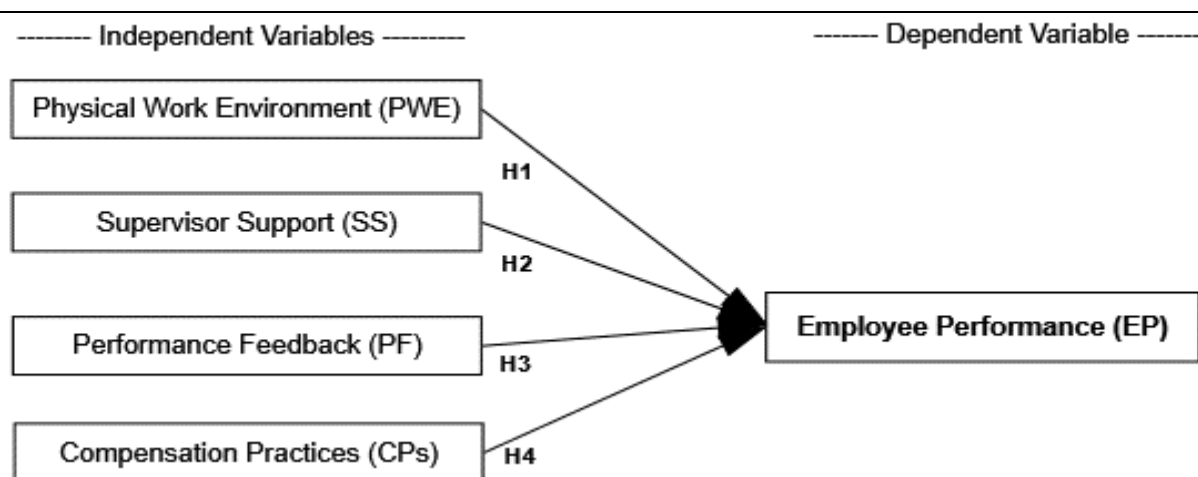 -------- Independent Variables ---------
------- Dependent Variable -------
Physical Work Environment (PWE)
H1
Supervisor Support (SS)
H2
Employee Performance (EP)
Performance Feedback (PF)
H3
Compensation Practices (CPs)
H4